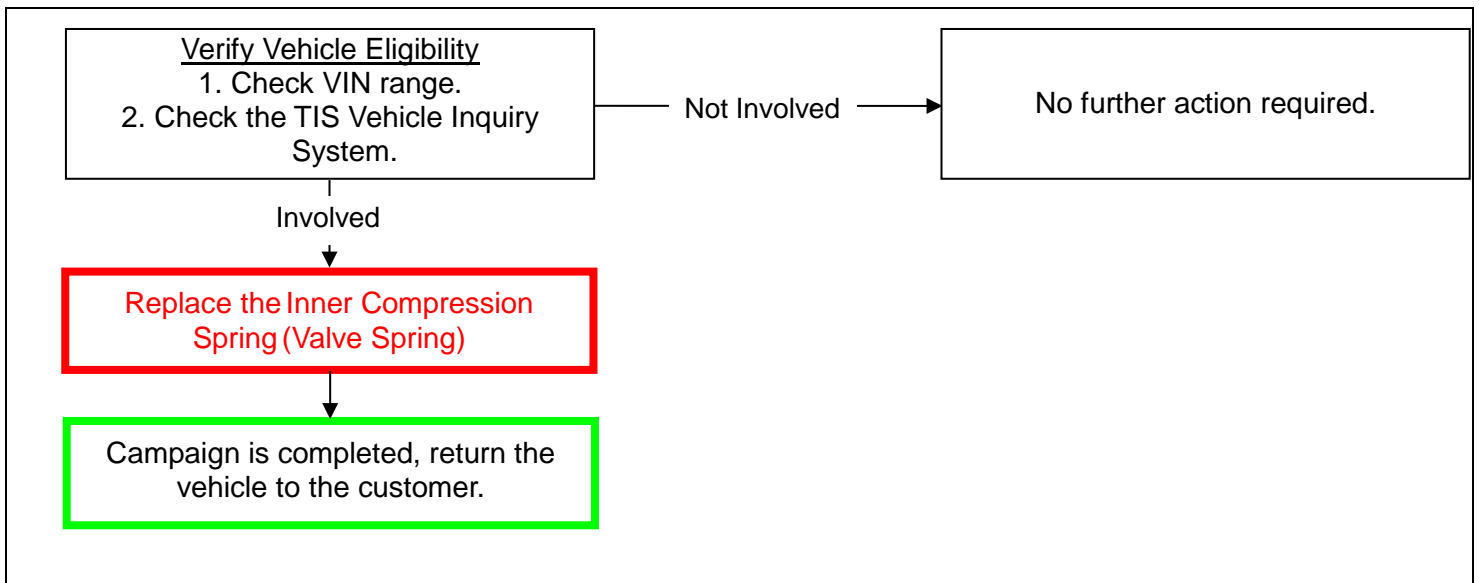 Verify Vehicle Eligibility
1. Check VIN range.
2. Check the TIS Vehicle Inquiry
System.
Not Involved
No further action required.
Involved
Replace the Inner Compression
Spring (Valve Spring)
Campaign is completed, return the
vehicle to the customer.